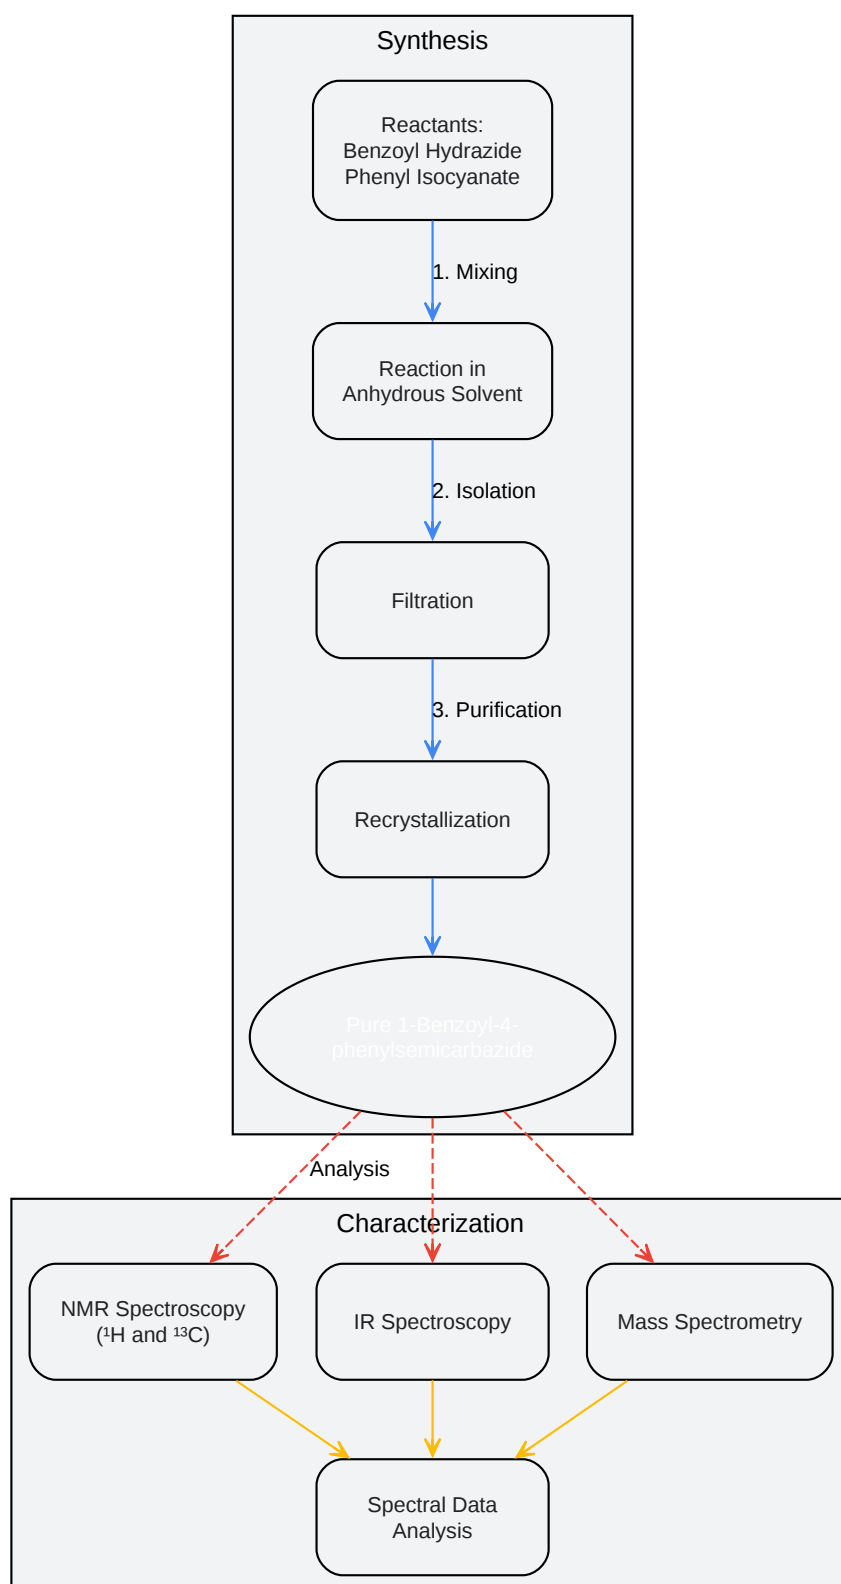 Synthesis
Reactants:
Benzoyl Hydrazide
Phenyl Isocyanate
1. Mixing
Reaction in
Anhydrous Solvent
2. Isolation
Filtration
3. Purification
Recrystallization
Pure 1-Benzoyl-4-
phenylsemicarbazide
Analysis
Characterization
NMR Spectroscopy
(¹H and ¹³C)
IR Spectroscopy
Mass Spectrometry
Spectral Data
Analysis